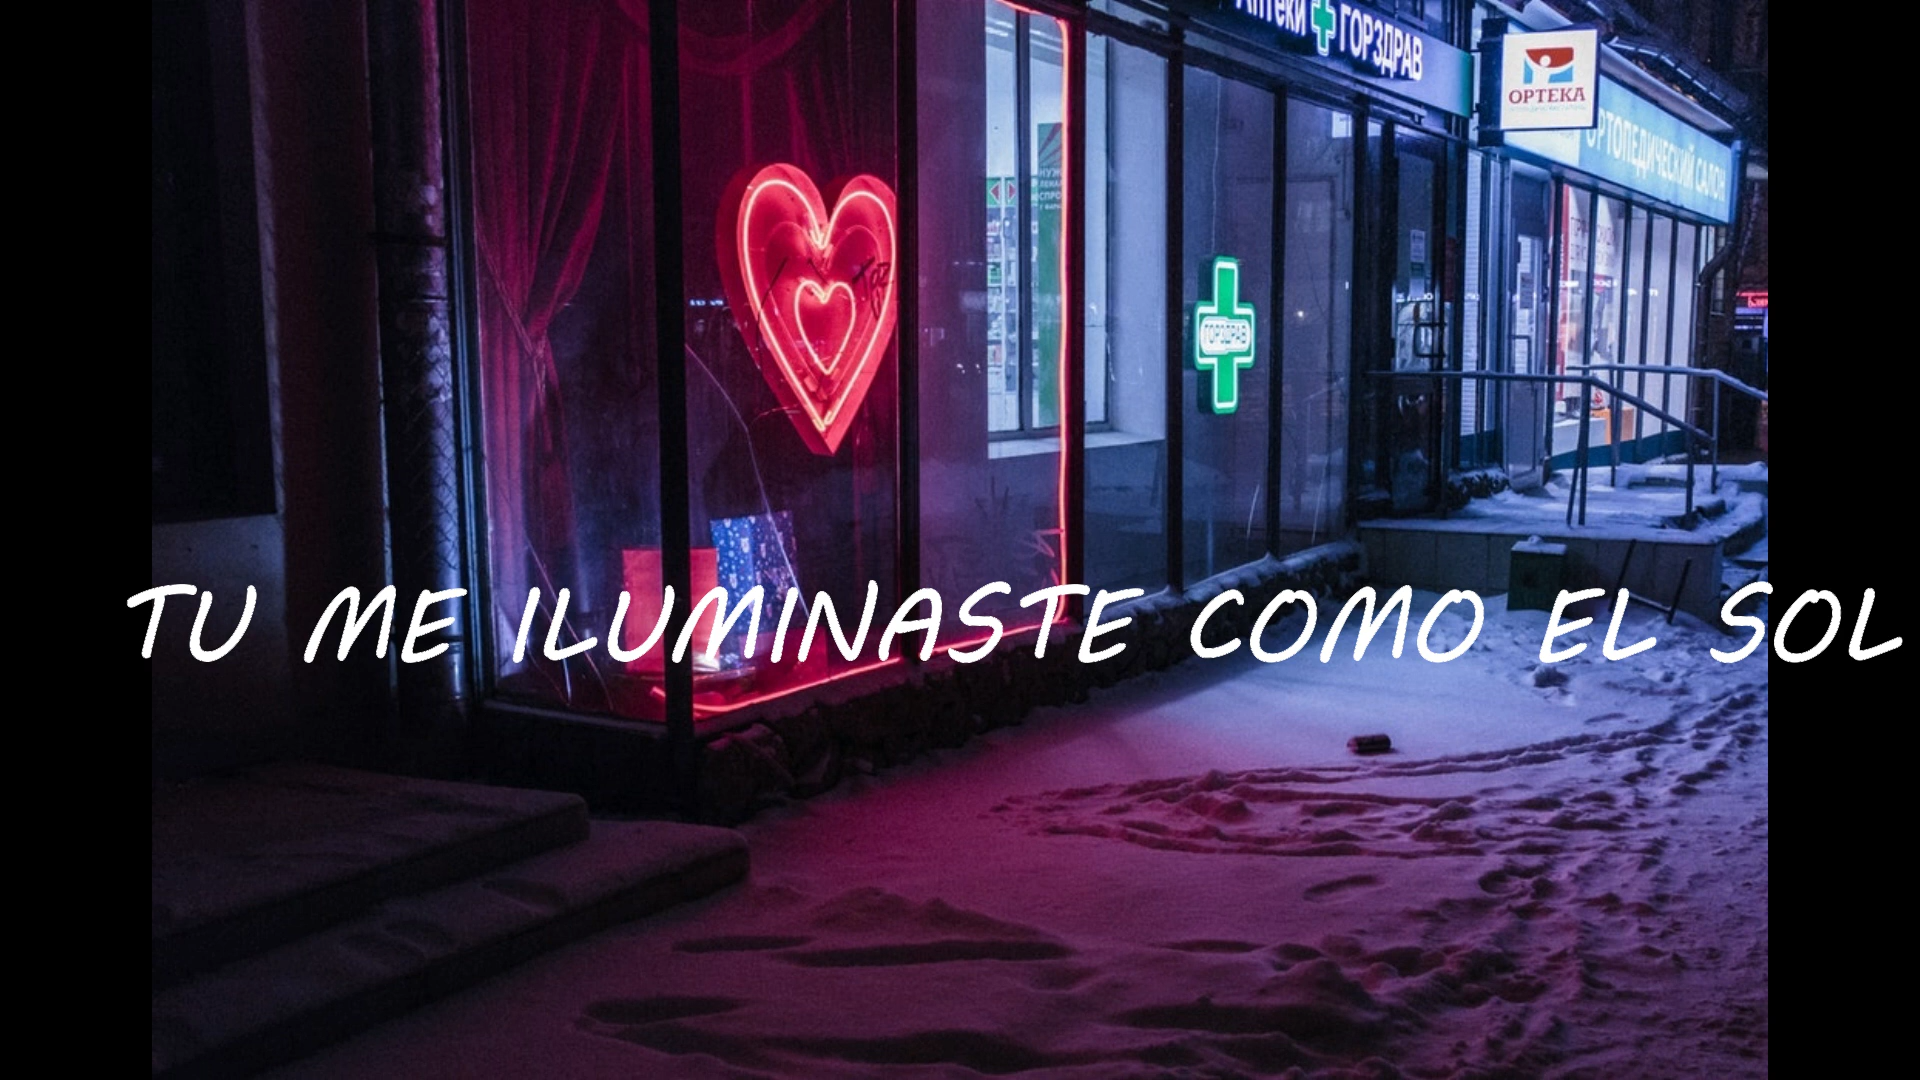 Аптеки ГОРЗДРАВ
ОРТЕКА
ОРТОПЕДИЧЕСКИЙ САЛОН
ГОРЗДРАВ
TU ME ILUMINASTE COMO EL SOL